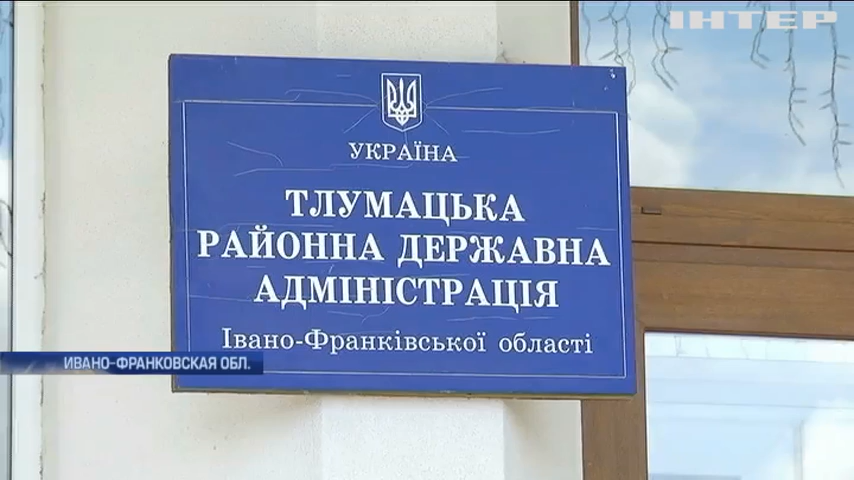 ІНТЕР
УКРАЇНА
ТЛУМАЦЬКА
РАЙОННА ДЕРЖАВНА
АДМІНІСТРАЦІЯ
Івано-Франківської області
ИВАНО-ФРАНКОВСКАЯ ОБЛ.